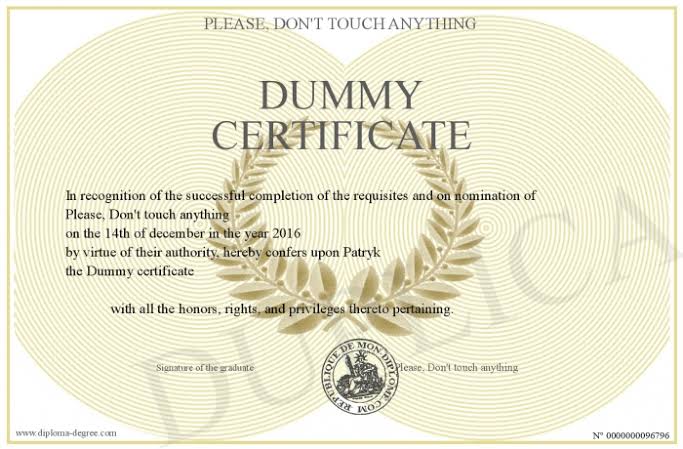 PLEASE, DON'T TOUCH ANYTHING
DUMMY
CERTIFICATE
In recognition of the successful completion of the requisites and on nomination of
Please, Don't touch anything
on the 14th of december in the year 2016
by virtue of their authority, hereby confers upon Patryk
the Dummy certificate
with all the honors, rights, and privileges thereto pertaining.
DUPLICATA
Signature of the graduate
REPUBLIQUE DE MON DIPLOME.COM
Please, Don't touch anything
www.diploma-degree.com
N° 0000000096796